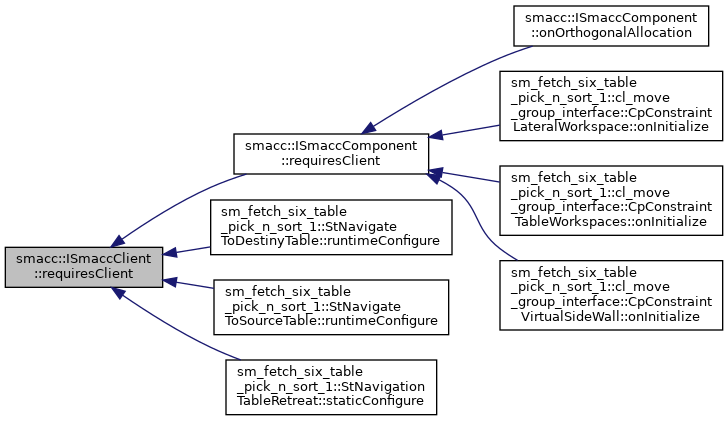 smacc::ISmaccComponent
::onOrthogonalAllocation
sm_fetch_six_table
_pick_n_sort_1::cl_move
_group_interface::CpConstraint
LateralWorkspace::onInitialize
smacc::ISmaccComponent
::requiresClient
sm_fetch_six_table
_pick_n_sort_1::cl_move
_group_interface::CpConstraint
TableWorkspaces::onInitialize
sm_fetch_six_table
_pick_n_sort_1::StNavigate
ToDestinyTable::runtimeConfigure
smacc::ISmaccClient
::requiresClient
sm_fetch_six_table
_pick_n_sort_1::cl_move
_group_interface::CpConstraint
VirtualSideWall::onInitialize
sm_fetch_six_table
_pick_n_sort_1::StNavigate
ToSourceTable::runtimeConfigure
sm_fetch_six_table
_pick_n_sort_1::StNavigation
TableRetreat::staticConfigure